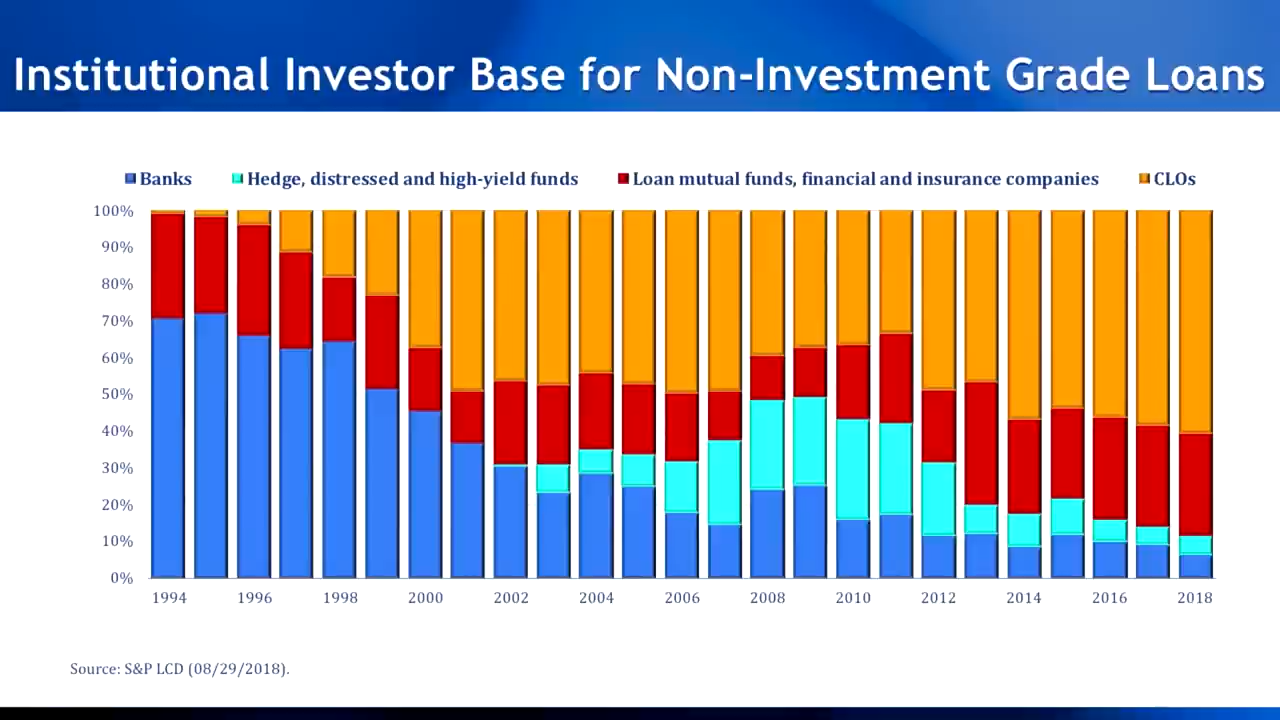 Institutional Investor Base for Non-Investment Grade Loans
Banks Hedge, distressed and high-yield funds Loan mutual funds, financial and insurance companies CLOs
100%
90%
80%
70%
60%
50%
40%
30%
20%
10%
0%
1994 1996 1998 2000 2002 2004 2006 2008 2010 2012 2014 2016 2018
Source: S&P LCD (08/29/2018).